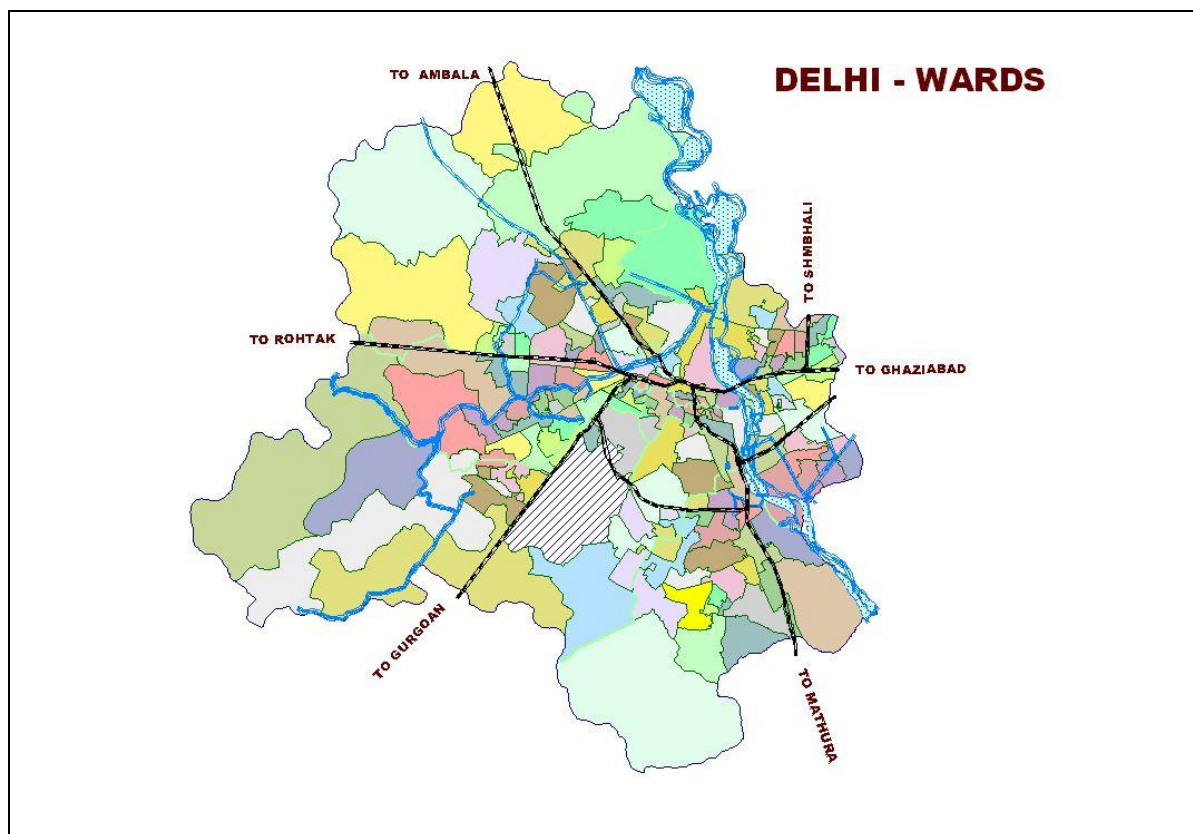 DELHI - WARDS
TO AMBALA
TO SHMBHALI
TO ROHTAK
TO GHAZIABAD
TO GURGOAN
TO MATHURA